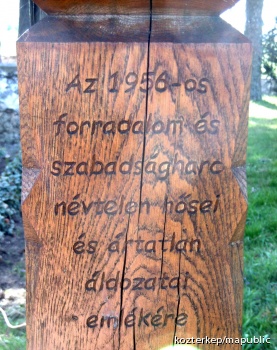 Az 1956-os
forradalom és
szabadságharc
névtelen hősei
és ártatlan
áldozatai
emlékére
kozterkep/mapublic